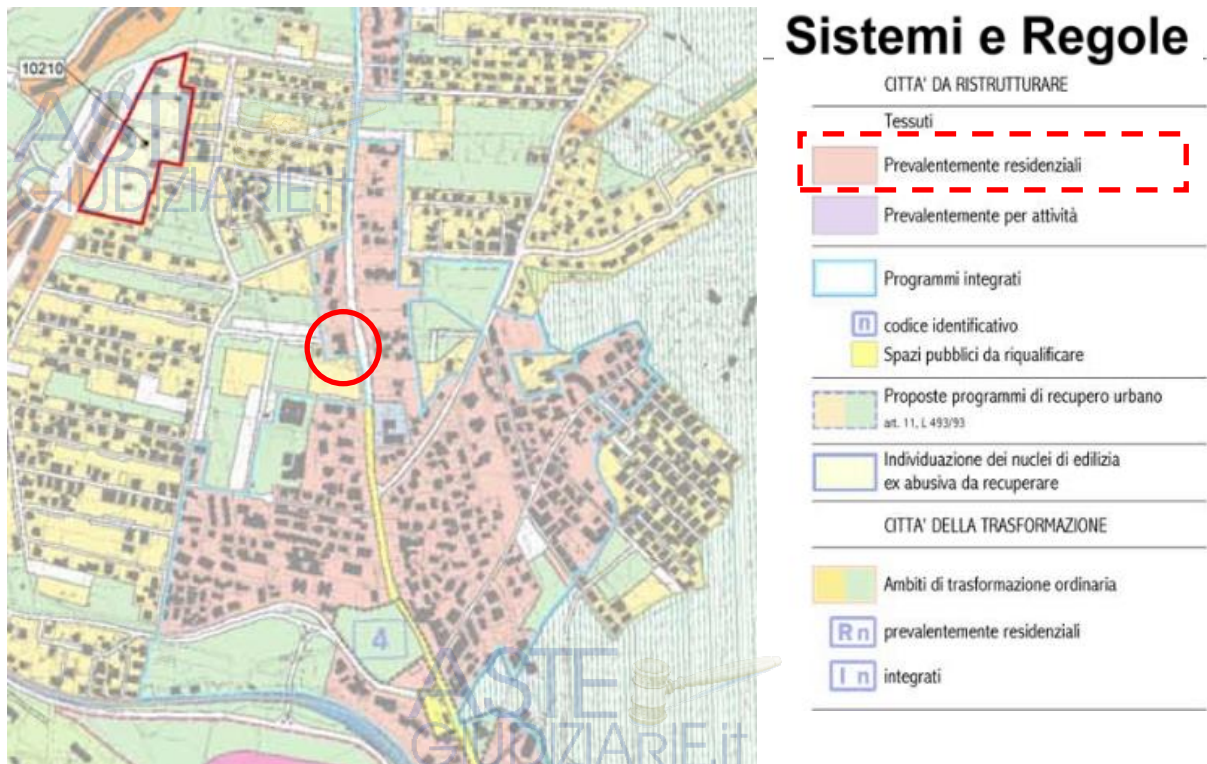 Sistemi e Regole
CITTA' DA RISTRUTTURARE
Tessuti
Prevalentemente residenziali
Prevalentemente per attività
Programmi integrati
n codice identificativo
Spazi pubblici da riqualificare
Proposte programmi di recupero urbano
art. 11, L 493/93
Individuazione dei nuclei di edilizia
ex abusiva da recuperare
CITTA' DELLA TRASFORMAZIONE
Ambiti di trasformazione ordinaria
R n prevalentemente residenziali
I n integrati
10210
4
ASTE
GIUDIZIARIE.it
ASTE
GIUDIZIARIE.it